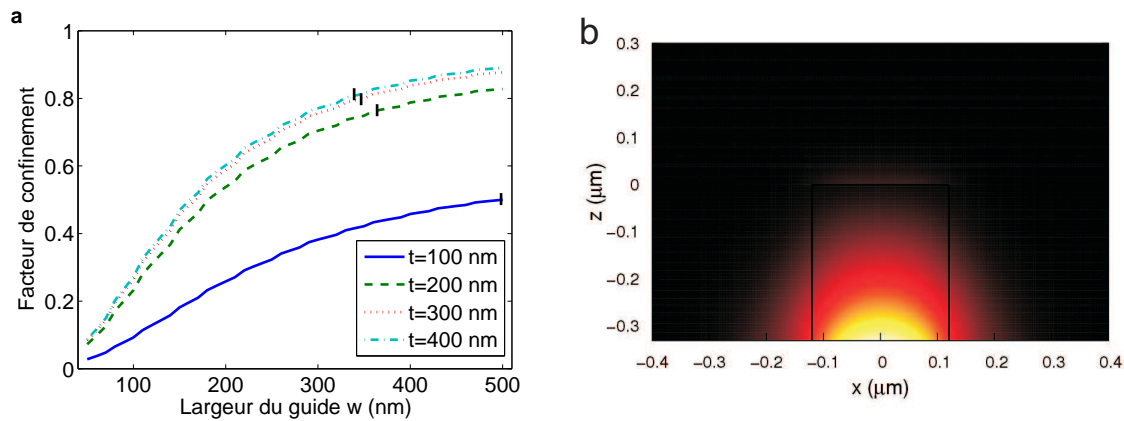 a
1
0.8
0.6
0.4
0.2
0
Facteur de confinement
t=100 nm
t=200 nm
t=300 nm
t=400 nm
100 200 300 400 500
Largeur du guide w (nm)
b
0.3
0.2
0.1
0
−0.1
−0.2
−0.3
z (μm)
−0.4 −0.3 −0.2 −0.1 0 0.1 0.2 0.3 0.4
x (μm)